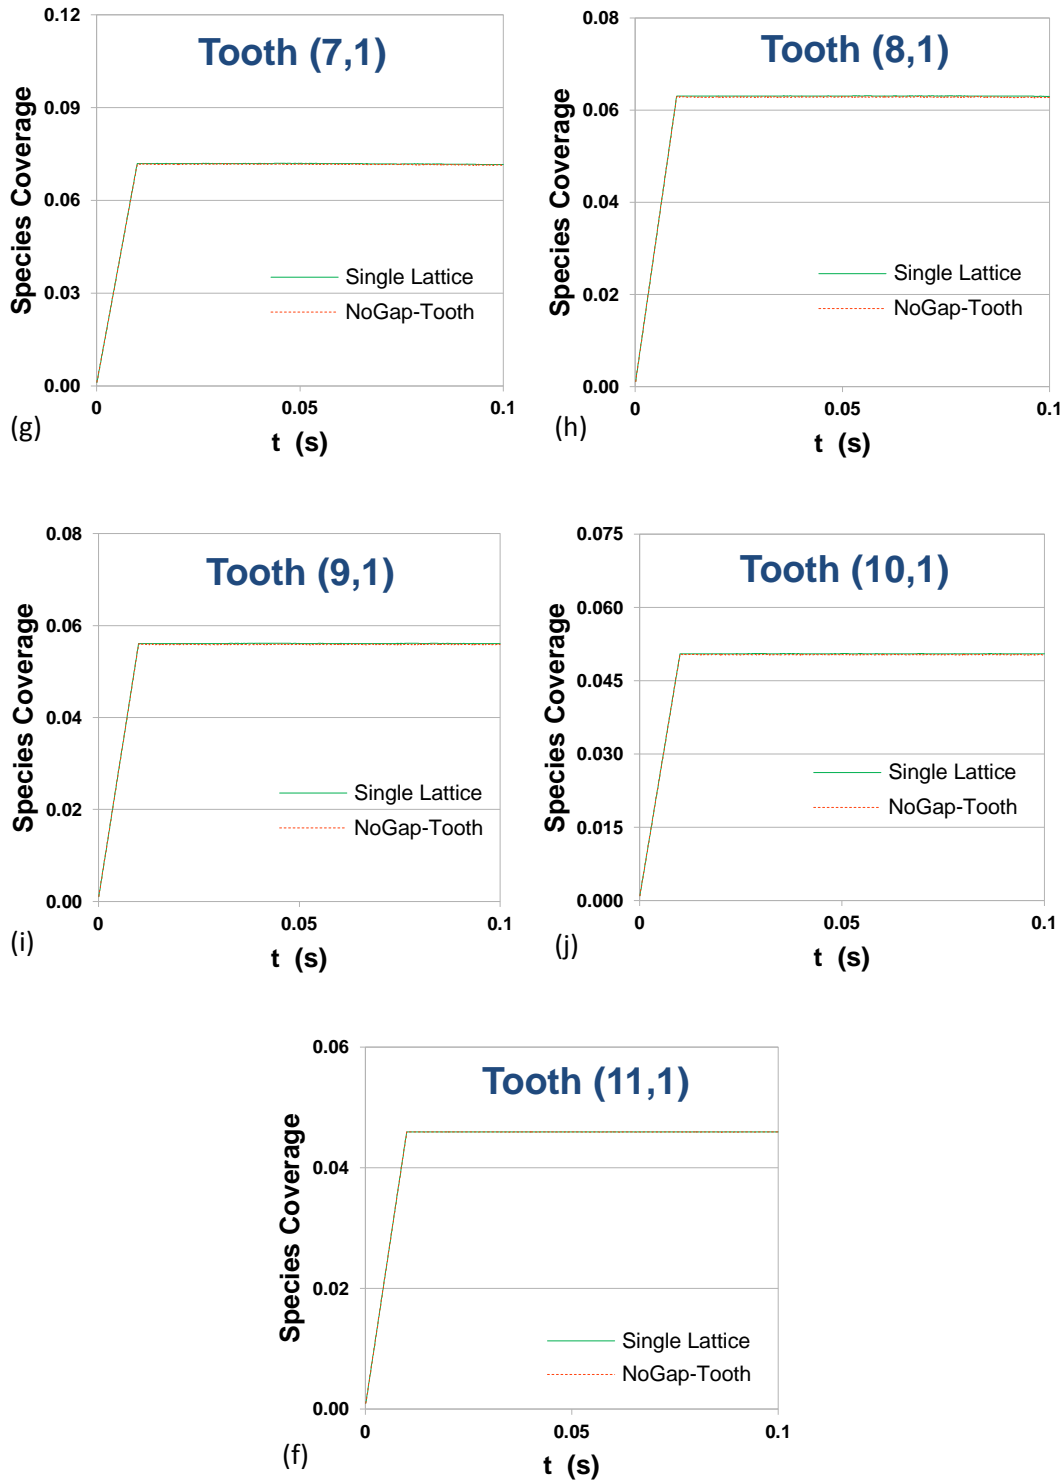 Tooth (7,1)
Species Coverage
0.12
0.09
0.06
0.03
0.00
Single Lattice
NoGap-Tooth
0
0.05
0.1
t (s)
(g)
Tooth (8,1)
Species Coverage
0.08
0.06
0.04
0.02
0.00
Single Lattice
NoGap-Tooth
0
0.05
0.1
t (s)
(h)
Tooth (9,1)
Species Coverage
0.08
0.06
0.04
0.02
0.00
Single Lattice
NoGap-Tooth
0
0.05
0.1
t (s)
(i)
Tooth (10,1)
Species Coverage
0.075
0.060
0.045
0.030
0.015
0.000
Single Lattice
NoGap-Tooth
0
0.05
0.1
t (s)
(j)
Tooth (11,1)
Species Coverage
0.06
0.04
0.02
0.00
Single Lattice
NoGap-Tooth
0
0.05
0.1
t (s)
(f)